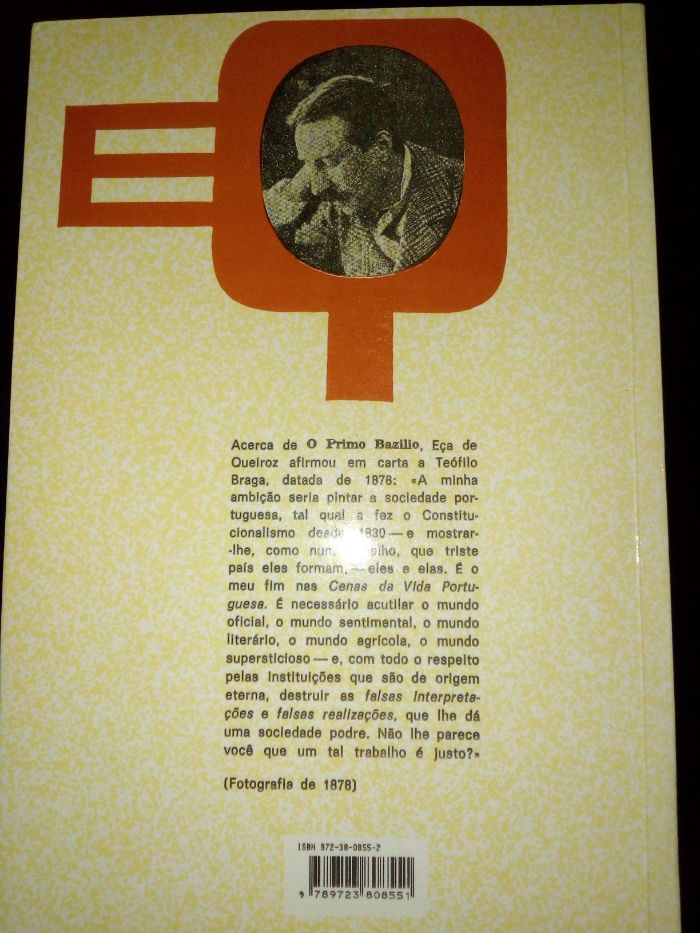 EQ
Acerca de O Primo Bazilio, Eça de
Queiroz afirmou em carta a Teófilo
Braga, datada de 1878: «A minha
ambição seria pintar a sociedade por-
tuguesa, tal qual a fez o Constitu-
cionalismo desde 1830 — e mostrar-
-lhe, como num espelho, que triste
país eles formam, — eles e elas. É o
meu fim nas Cenas da Vida Portu-
guesa. É necessário acutilar o mundo
oficial, o mundo sentimental, o mundo
literário, o mundo agrícola, o mundo
supersticioso — e, com todo o respeito
pelas instituições que são de origem
eterna, destruir as falsas interpreta-
ções e falsas realizações, que lhe dá
uma sociedade podre. Não lhe parece
você que um tal trabalho é justo?»
(Fotografia de 1878)
ISBN 972-38-0855-2
9 789723 808551